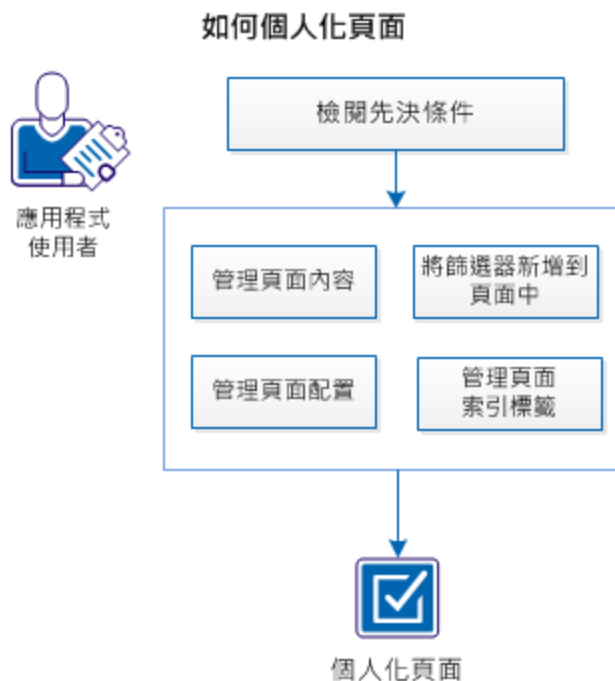 如何個人化頁面
檢閱先決條件
應用程式
使用者
管理頁面內容
將篩選器新增到
頁面中
管理頁面配置
管理頁面
索引標籤
個人化頁面